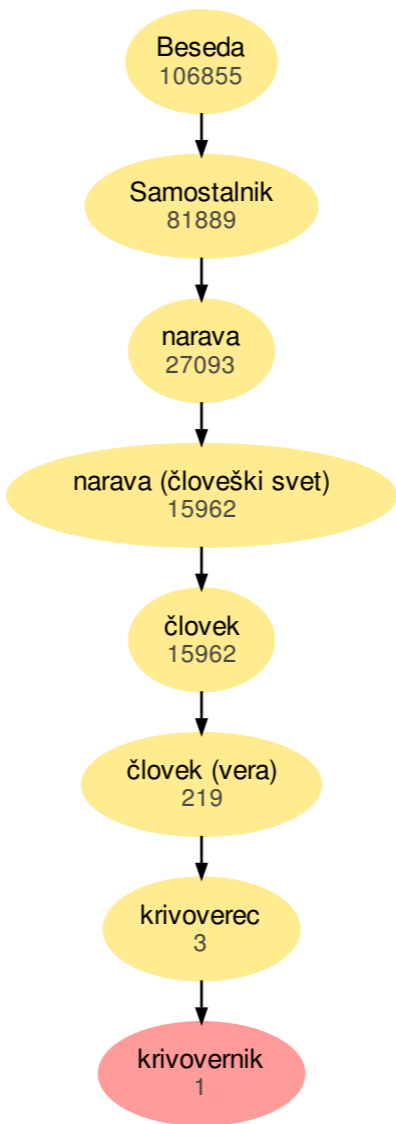 Beseda
106855
Samostalnik
81889
narava
27093
narava (človeški svet)
15962
človek
15962
človek (vera)
219
krivoverec
3
krivovernik
1